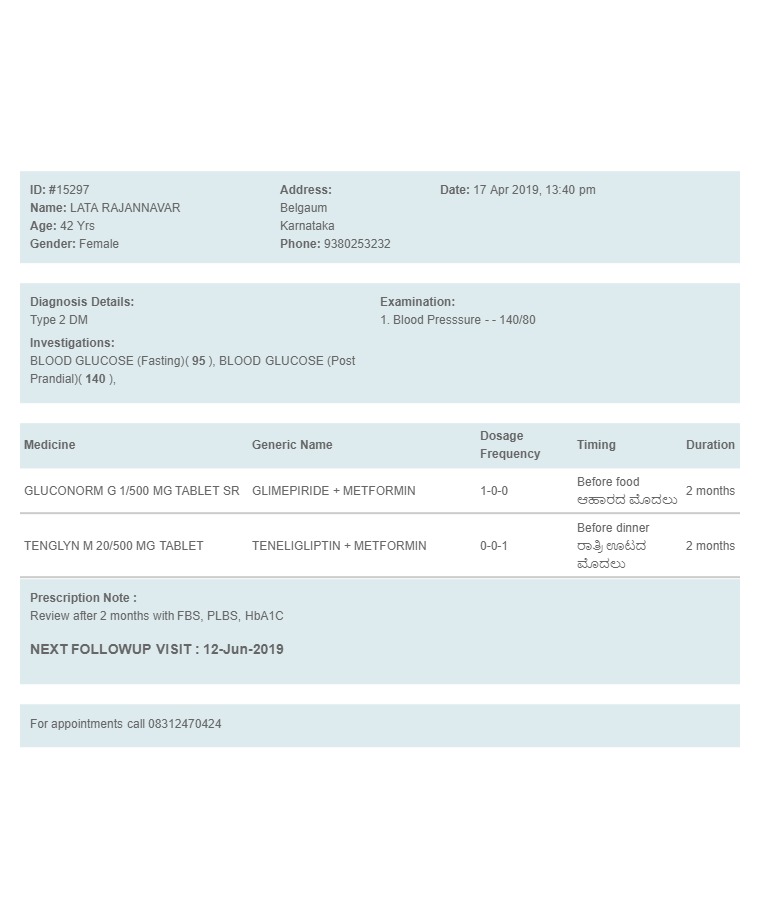 ID: #15297
Name: LATA RAJANNAVAR
Age: 42 Yrs
Gender: Female
Address:
Belgaum
Karnataka
Phone: 9380253232
Date: 17 Apr 2019, 13:40 pm
Diagnosis Details:
Type 2 DM
Investigations:
BLOOD GLUCOSE (Fasting)( 95 ), BLOOD GLUCOSE (Post
Prandial)( 140 ),
Examination:
1. Blood Presssure - - 140/80
Medicine Generic Name Dosage Frequency Timing Duration
GLUCONORM G 1/500 MG TABLET SR GLIMEPIRIDE + METFORMIN 1-0-0 Before food 2 months
ಆಹಾರದ ಮೊದಲು
TENGLYN M 20/500 MG TABLET TENELIGLIPTIN + METFORMIN 0-0-1 Before dinner 2 months
ರಾತ್ರಿ ಊಟದ
ಮೊದಲು
Prescription Note :
Review after 2 months with FBS, PLBS, HbA1C
NEXT FOLLOWUP VISIT : 12-Jun-2019
For appointments call 08312470424